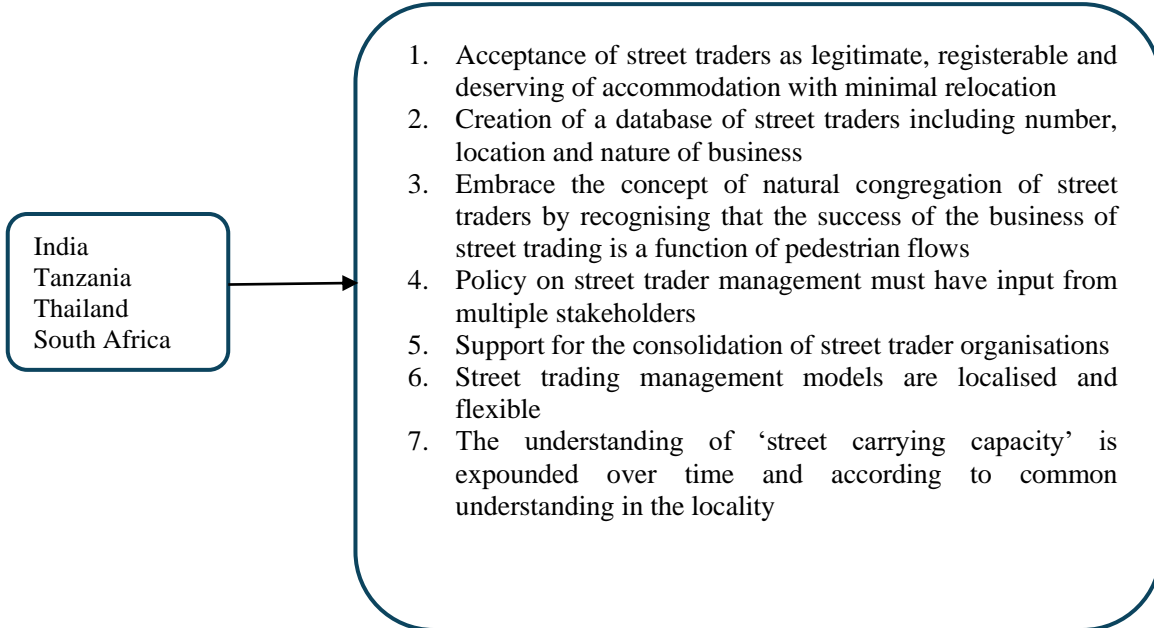 India
Tanzania
Thailand
South Africa
1. Acceptance of street traders as legitimate, registerable and
deserving of accommodation with minimal relocation
2. Creation of a database of street traders including number,
location and nature of business
3. Embrace the concept of natural congregation of street
traders by recognising that the success of the business of
street trading is a function of pedestrian flows
4. Policy on street trader management must have input from
multiple stakeholders
5. Support for the consolidation of street trader organisations
6. Street trading management models are localised and
flexible
7. The understanding of ‘street carrying capacity’ is
expounded over time and according to common
understanding in the locality